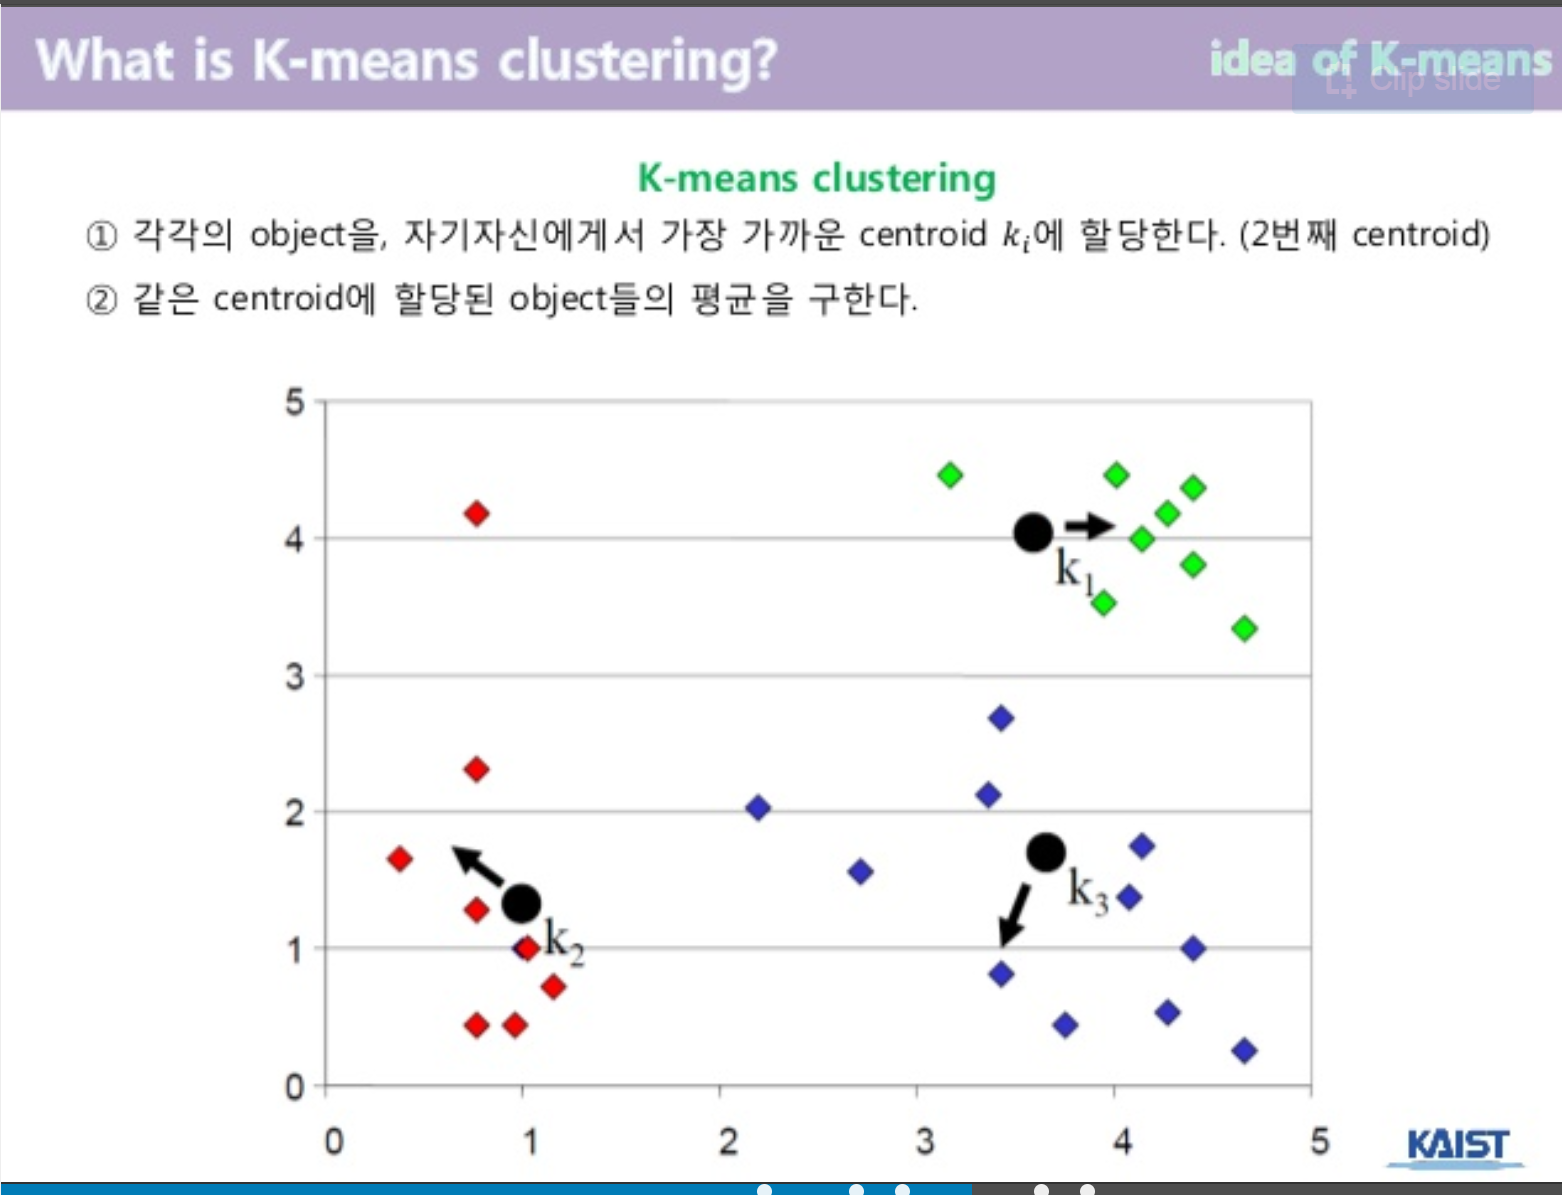 What is K-means clustering?
idea of K-means
Clip slide
K-means clustering
① 각각의 object을, 자기자신에게서 가장 가까운 centroid kᵢ에 할당한다. (2번째 centroid)
② 같은 centroid에 할당된 object들의 평균을 구한다.
5
4
k₁
3
2
k₃
k₂
1
0
0 1 2 3 4 5
KAIST